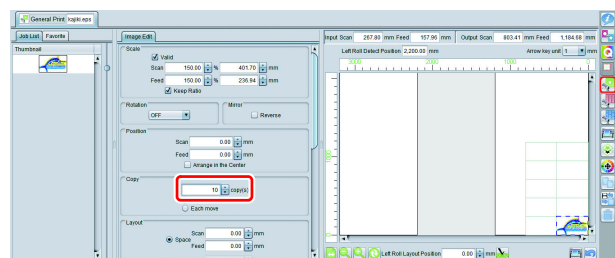 General Print kajiki.eps
Job List Favorite
Thumbnail
Image Edit
Scale
Valid
Scan 150.00 % 401.70 mm
Feed 150.00 % 236.94 mm
Keep Ratio
Rotation
OFF
Mirror
Reverse
Position
Scan 0.00 mm
Feed 0.00 mm
Arrange in the Center
Copy
10 copy(s)
Each move
Layout
Space
Scan 0.00 mm
Feed 0.00 mm
Input Scan 267.80 mm Feed 157.96 mm Output Scan 803.41 mm Feed 1,184.68 mm
Left Roll Detect Position 2,200.00 mm Arrow key unit 1 mm
3000 2000 1000 0
0
Left Roll Layout Position 0.00 mm